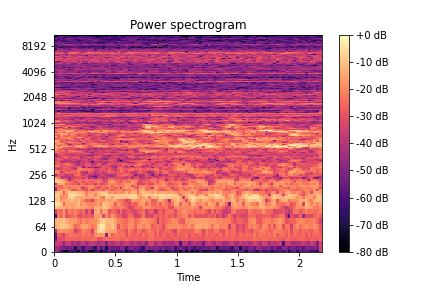 Power spectrogram
Hz
8192
4096
2048
1024
512
256
128
64
0
0
0.5
1
1.5
2
Time
+0 dB
-10 dB
-20 dB
-30 dB
-40 dB
-50 dB
-60 dB
-70 dB
-80 dB